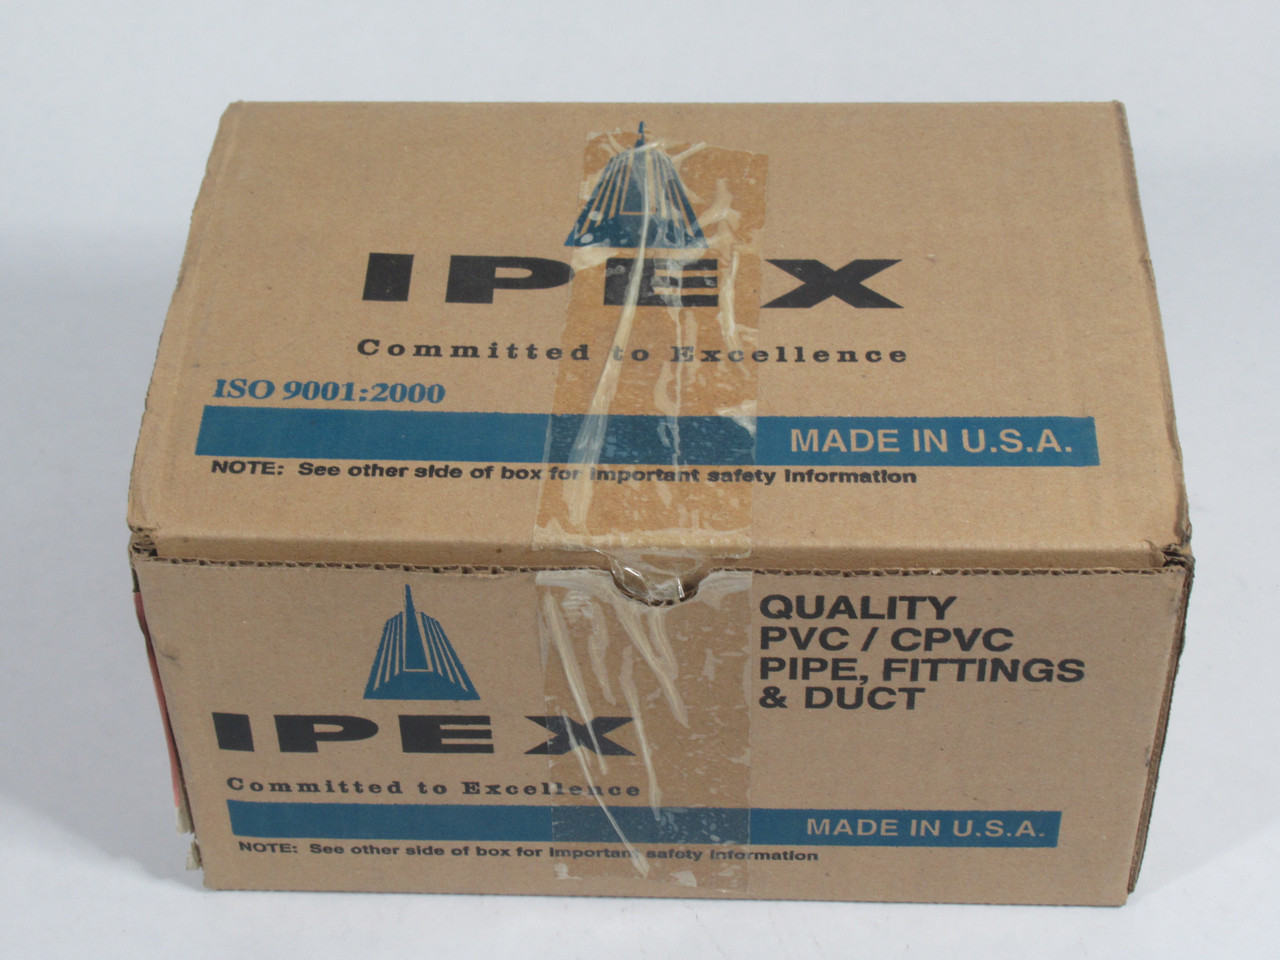 IPEX
Committed to Excellence
ISO 9001:2000
MADE IN U.S.A.
NOTE: See other side of box for important safety information
QUALITY
PVC / CPVC
PIPE, FITTINGS
& DUCT
IPEX
Committed to Excellence
MADE IN U.S.A.
NOTE: See other side of box for important safety information